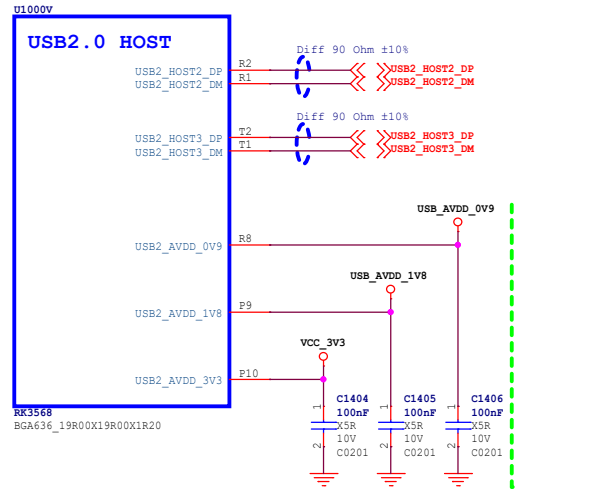 U1000V
USB2.0 HOST
Diff 90 Ohm ±10%
USB2_HOST2_DP R2 USB2_HOST2_DP
USB2_HOST2_DM R1 USB2_HOST2_DM
Diff 90 Ohm ±10%
USB2_HOST3_DP T2 USB2_HOST3_DP
USB2_HOST3_DM T1 USB2_HOST3_DM
USB_AVDD_0V9
USB2_AVDD_0V9 R8
USB_AVDD_1V8
USB2_AVDD_1V8 P9
VCC_3V3
USB2_AVDD_3V3 P10
RK3568
BGA636_19R00X19R00X1R20
1 C1404 1 C1405 1 C1406
100nF 100nF 100nF
X5R X5R X5R
2 10V 2 10V 2 10V
C0201 C0201 C0201